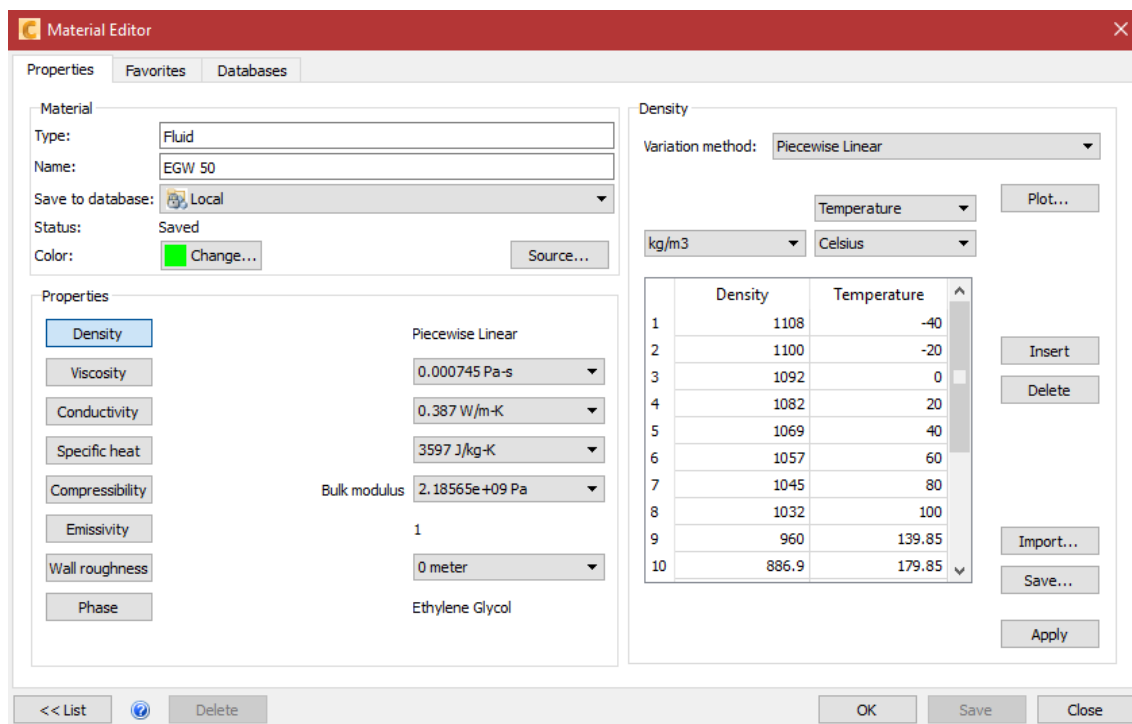 Material Editor
Properties Favorites Databases
Material
Type: Fluid
Name: EGW 50
Save to database: Local
Status: Saved
Color: Change... Source...
Properties
Density Piecewise Linear
Viscosity 0.000745 Pa-s
Conductivity 0.387 W/m-K
Specific heat 3597 J/kg-K
Compressibility Bulk modulus 2.18565e+09 Pa
Emissivity 1
Wall roughness 0 meter
Phase Ethylene Glycol
Density
Variation method: Piecewise Linear
Plot...
Temperature
kg/m3 Celsius
Density Temperature
1 1108 -40
2 1100 -20
3 1092 0
4 1082 20
5 1069 40
6 1057 60
7 1045 80
8 1032 100
9 960 139.85
10 886.9 179.85
Insert
Delete
Import...
Save...
Apply
<< List ? Delete OK Save Close